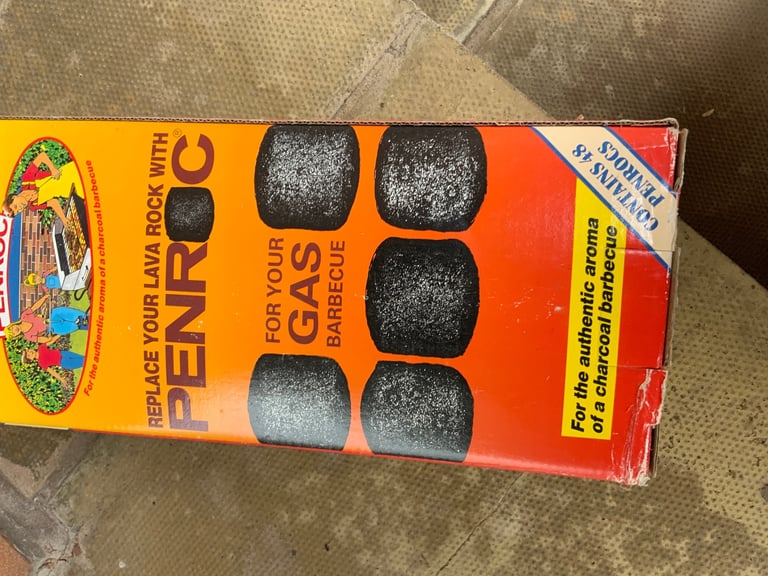 PENROC
For the authentic aroma of a charcoal barbecue
REPLACE YOUR LAVA ROCK WITH
PENROC®
FOR YOUR
GAS
BARBECUE
CONTAINS 48
PENROCS
For the authentic aroma
of a charcoal barbecue